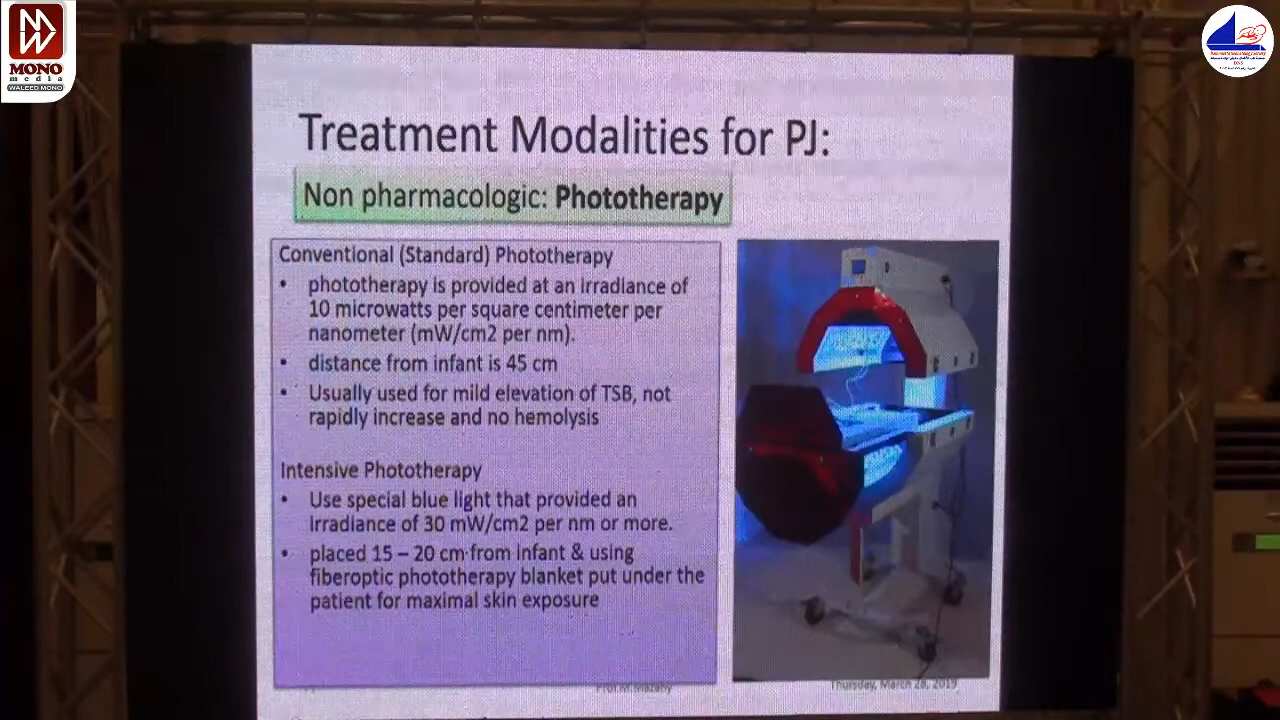 MONO
media
WALEED MONO
DNS
Treatment Modalities for PJ:
Non pharmacologic: Phototherapy
Conventional (Standard) Phototherapy
• phototherapy is provided at an irradiance of
10 microwatts per square centimeter per
nanometer (mW/cm2 per nm).
• distance from infant is 45 cm
• Usually used for mild elevation of TSB, not
rapidly increase and no hemolysis
Intensive Phototherapy
• Use special blue light that provided an
irradiance of 30 mW/cm2 per nm or more.
• placed 15 – 20 cm from infant & using
fiberoptic phototherapy blanket put under the
patient for maximal skin exposure
Prof.M.Mazahy
Thursday, March 28, 2019